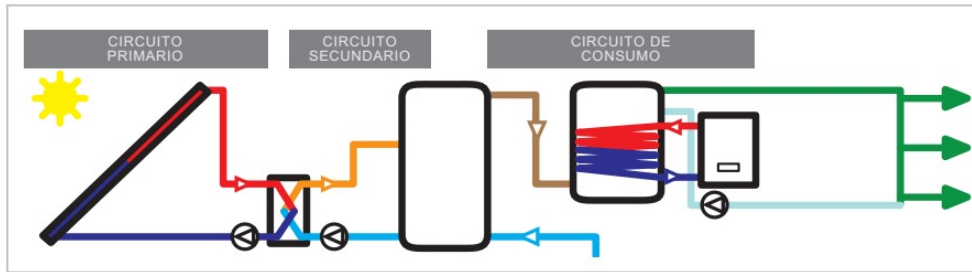 CIRCUITO
PRIMARIO
CIRCUITO
SECUNDARIO
CIRCUITO DE
CONSUMO